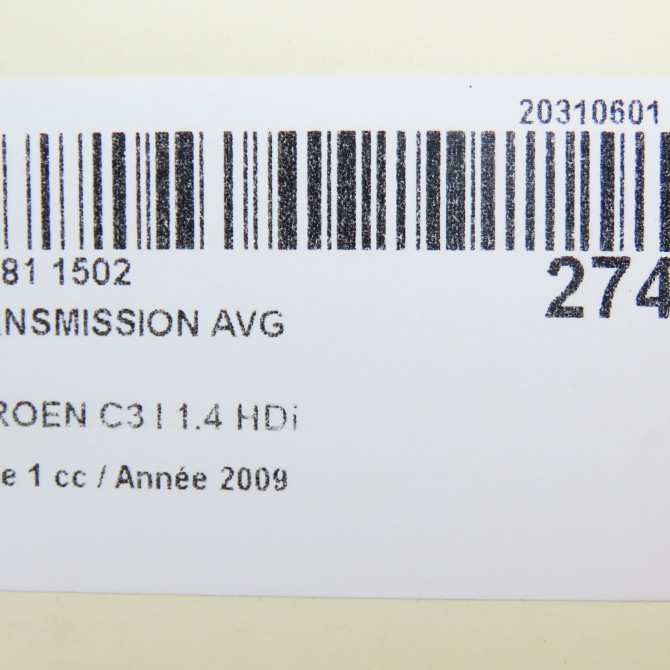 20310601
81 1502
274
ANSMISSION AVG
ROEN C3 I 1.4 HDi
e 1 cc / Année 2009